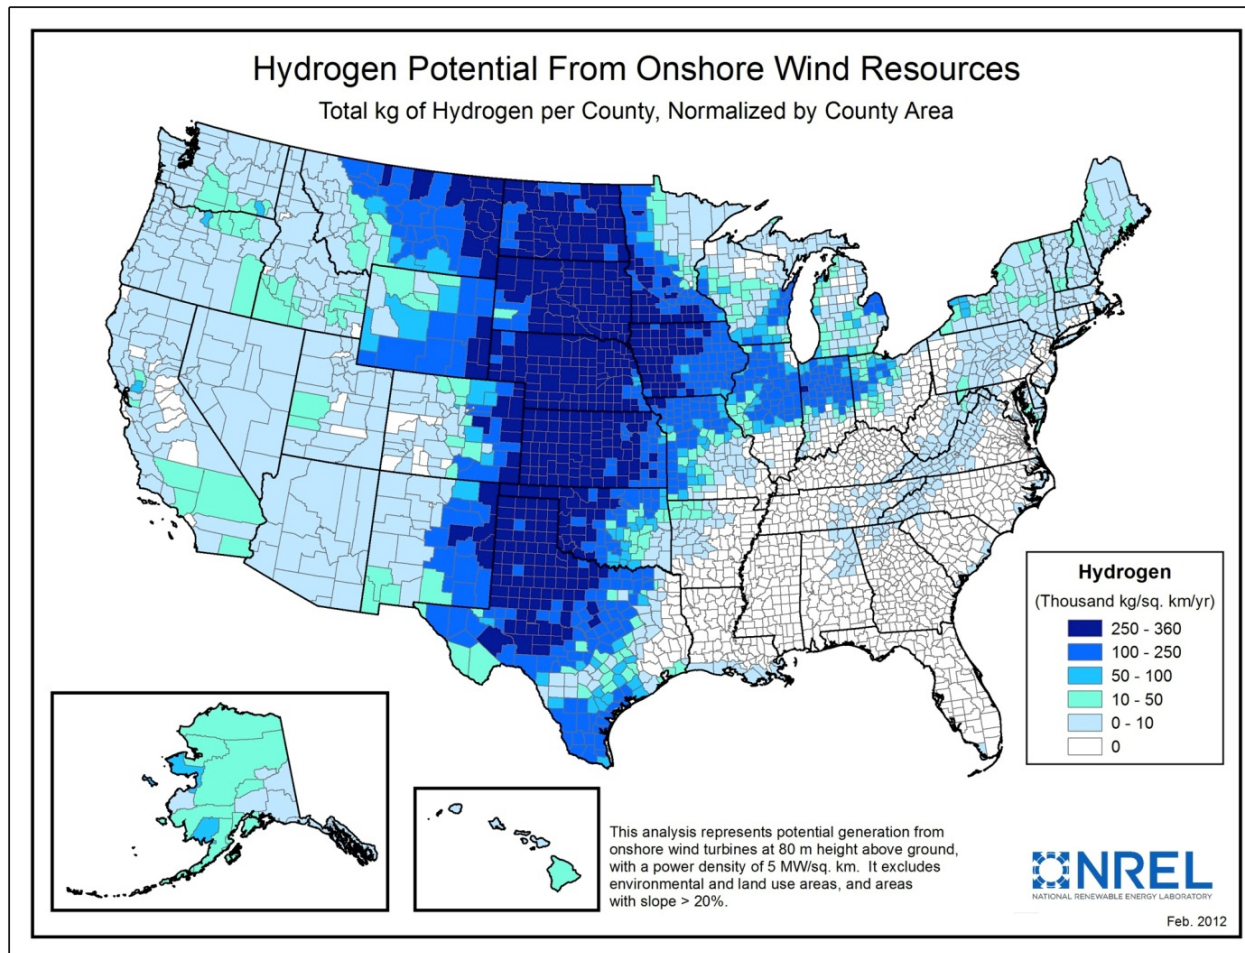 Hydrogen Potential From Onshore Wind Resources
Total kg of Hydrogen per County, Normalized by County Area
Hydrogen
(Thousand kg/sq. km/yr)
250 - 360
100 - 250
50 - 100
10 - 50
0 - 10
0
This analysis represents potential generation from
onshore wind turbines at 80 m height above ground,
with a power density of 5 MW/sq. km.  It excludes
environmental and land use areas, and areas
with slope > 20%.
NREL
NATIONAL RENEWABLE ENERGY LABORATORY
Feb. 2012